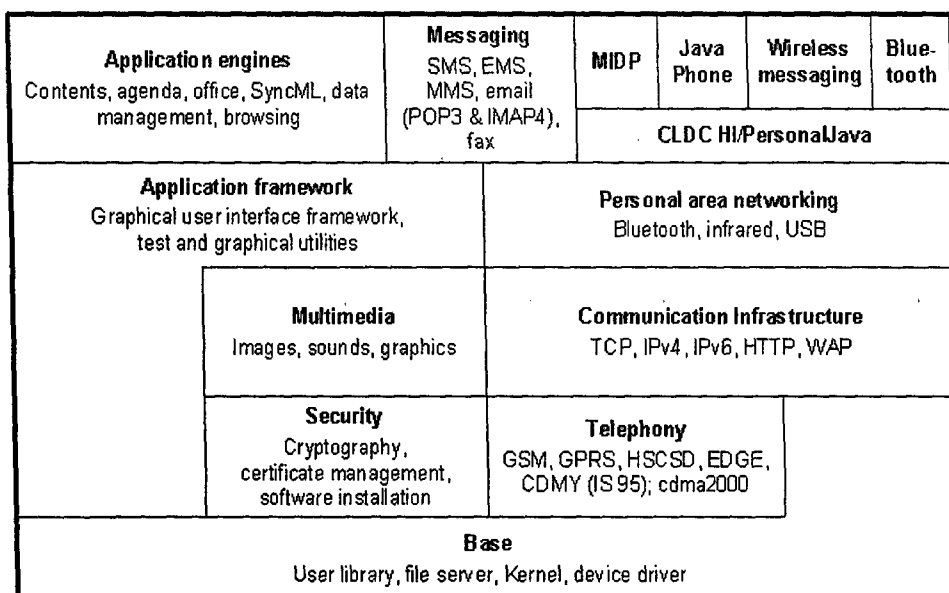 Application engines
Contents, agenda, office, SyncML, data
management, browsing
Messaging
SMS, EMS,
MMS, email
(POP3 & IMAP4),
fax
MIDP
Java
Phone
Wireless
messaging
Blue-
tooth
CLDC HI/PersonalJava
Application framework
Graphical user interface framework,
test and graphical utilities
Personal area networking
Bluetooth, infrared, USB
Multimedia
Images, sounds, graphics
Communication Infrastructure
TCP, IPv4, IPv6, HTTP, WAP
Security
Cryptography,
certificate management,
software installation
Telephony
GSM, GPRS, HSCSD, EDGE,
CDMY (IS 95); cdma2000
Base
User library, file server, Kernel, device driver